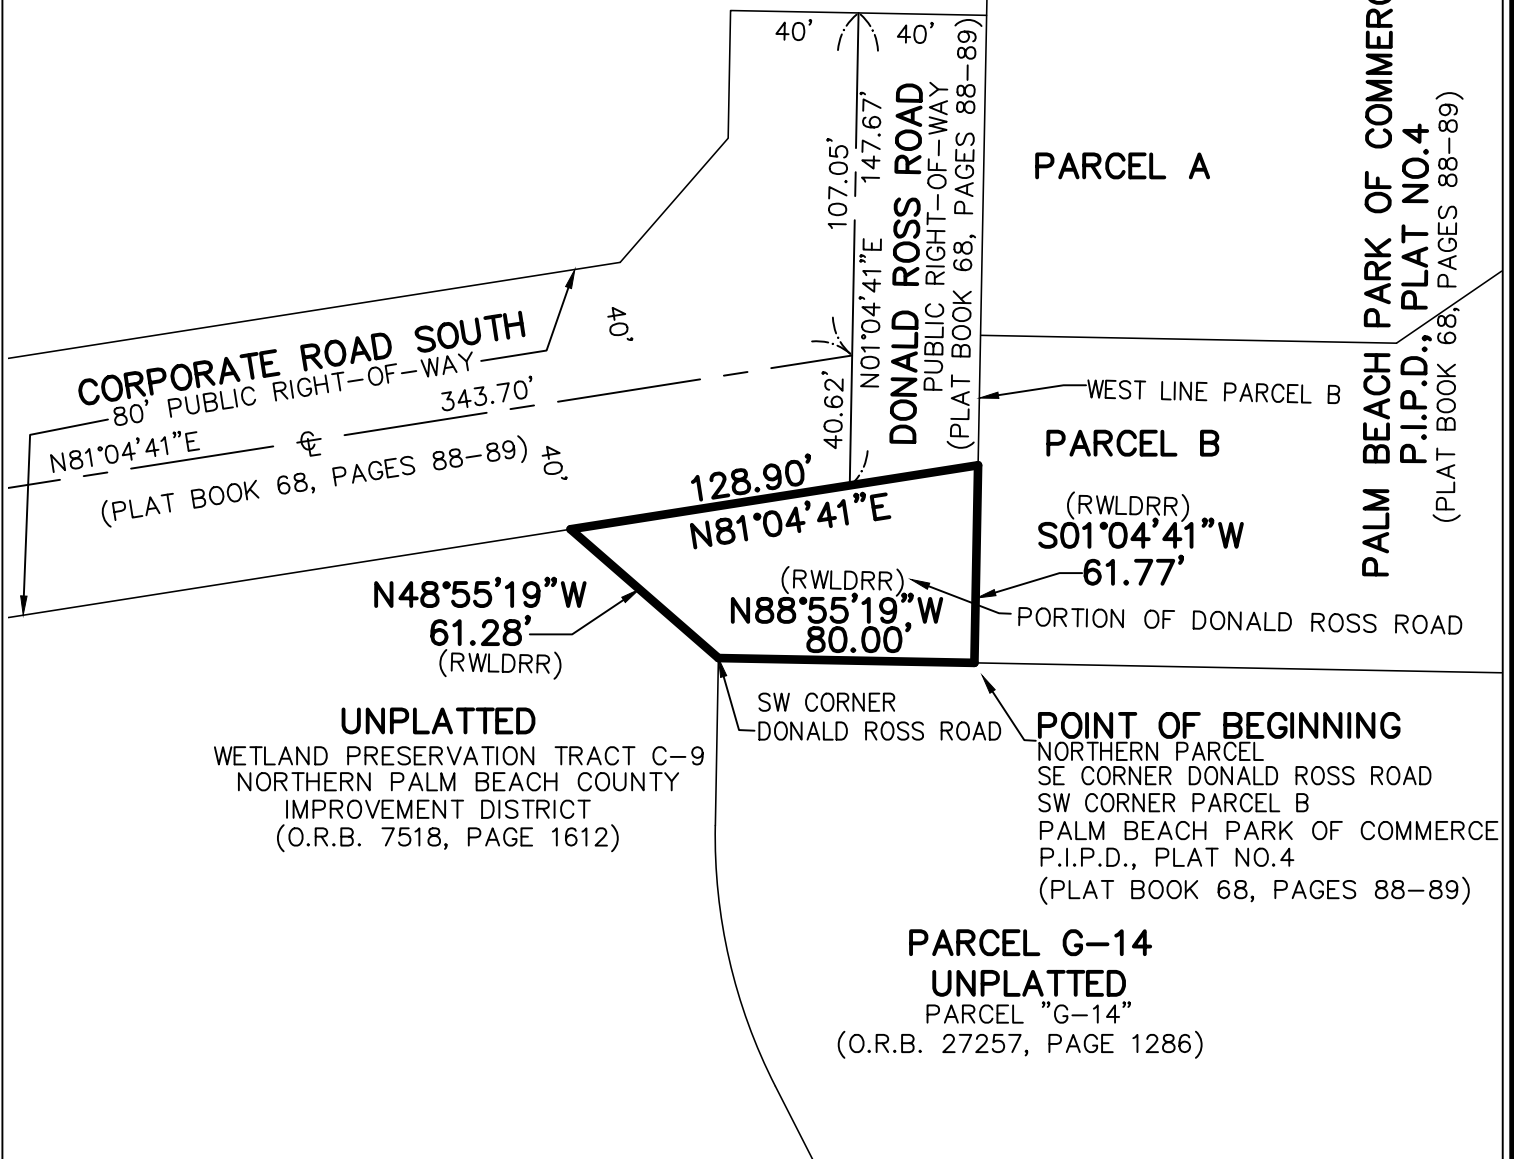 40'
40'
107.05'
147.67'
N01°04'41"E
40.62'
DONALD ROSS ROAD
PUBLIC RIGHT-OF-WAY
(PLAT BOOK 68, PAGES 88-89)
PARCEL A
P.I.P.D., PLAT NO.4
(PLAT BOOK 68, PAGES 88-89)
PALM BEACH PARK OF
CORPORATE ROAD SOUTH
80' PUBLIC RIGHT-OF-WAY
343.70'
N81°04'41"E
(PLAT BOOK 68, PAGES 88-89)
40'
40'
WEST LINE PARCEL B
PARCEL B
128.90'
N81°04'41"E
(RWLDRR)
S01°04'41"W
61.77'
(RWLDRR)
N88°55'19"W
80.00'
PORTION OF DONALD ROSS ROAD
N48°55'19"W
61.28'
(RWLDRR)
SW CORNER
DONALD ROSS ROAD
UNPLATTED
WETLAND PRESERVATION TRACT C-9
NORTHERN PALM BEACH COUNTY
IMPROVEMENT DISTRICT
(O.R.B. 7518, PAGE 1612)
POINT OF BEGINNING
NORTHERN PARCEL
SE CORNER DONALD ROSS ROAD
SW CORNER PARCEL B
PALM BEACH PARK OF COMMERCE
P.I.P.D., PLAT NO.4
(PLAT BOOK 68, PAGES 88-89)
PARCEL G-14
UNPLATTED
PARCEL "G-14"
(O.R.B. 27257, PAGE 1286)